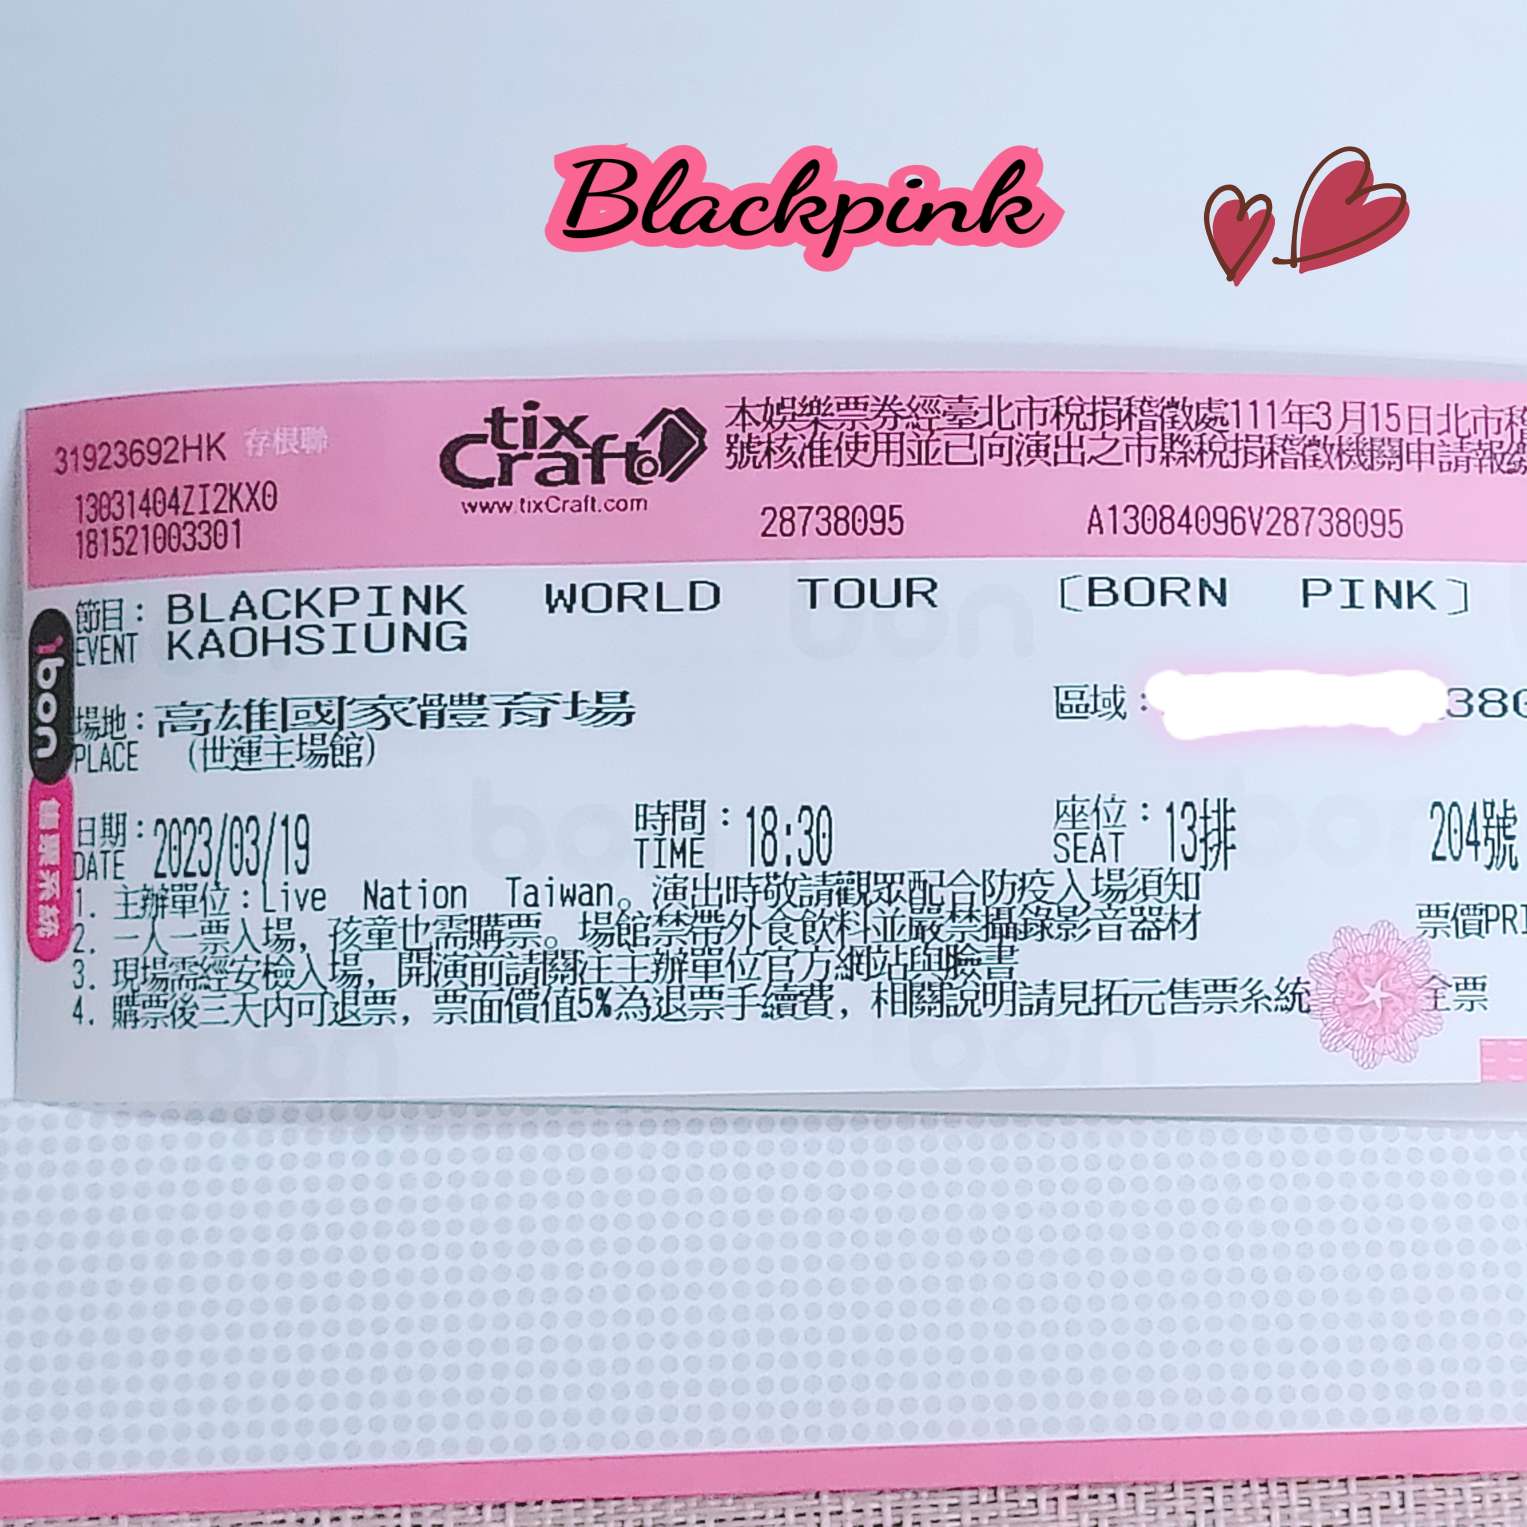 Blackpink
31923692HK 存根聯
13031404ZI2KX0
181521003301
tix
Craft
www.tixCraft.com
本娛樂票券經臺北市稅捐稽徵處111年3月15日北市稽
號核准使用並已向演出之市縣稅捐稽徵機關申請報繳
28738095 A13084096V28738095
ibon
售票系統
節目：BLACKPINK WORLD TOUR 〔BORN PINK〕
EVENT KAOHSIUNG
場地：高雄國家體育場
PLACE （世運主場館）
區域： 380
日期：2023/03/19 時間：18:30 座位：13排 204號
DATE TIME SEAT
1. 主辦單位：Live Nation Taiwan。演出時敬請觀眾配合防疫入場須知
2. 一人一票入場，孩童也需購票。場館禁帶外食飲料並嚴禁攝錄影音器材
票價PRI
3. 現場需經安檢入場，開演前請關注主辦單位官方網站與臉書
4. 購票後三天內可退票，票面價值5%為退票手續費，相關說明請見拓元售票系統
全票